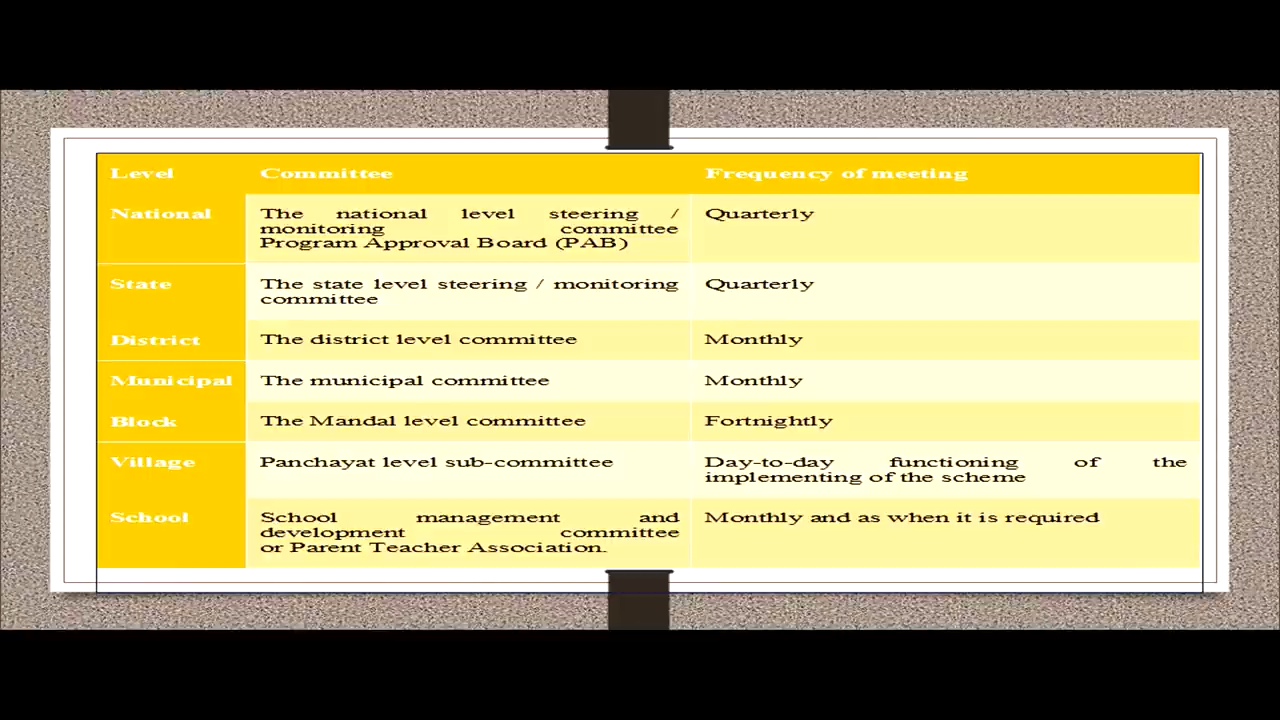 Level Committee Frequency of meeting
National The national level steering / Quarterly
monitoring committee
Program Approval Board (PAB)
State The state level steering / monitoring Quarterly
committee
District The district level committee Monthly
Municipal The municipal committee Monthly
Block The Mandal level committee Fortnightly
Village Panchayat level sub-committee Day-to-day functioning of the
implementing of the scheme
School School management and Monthly and as when it is required
development committee
or Parent Teacher Association.